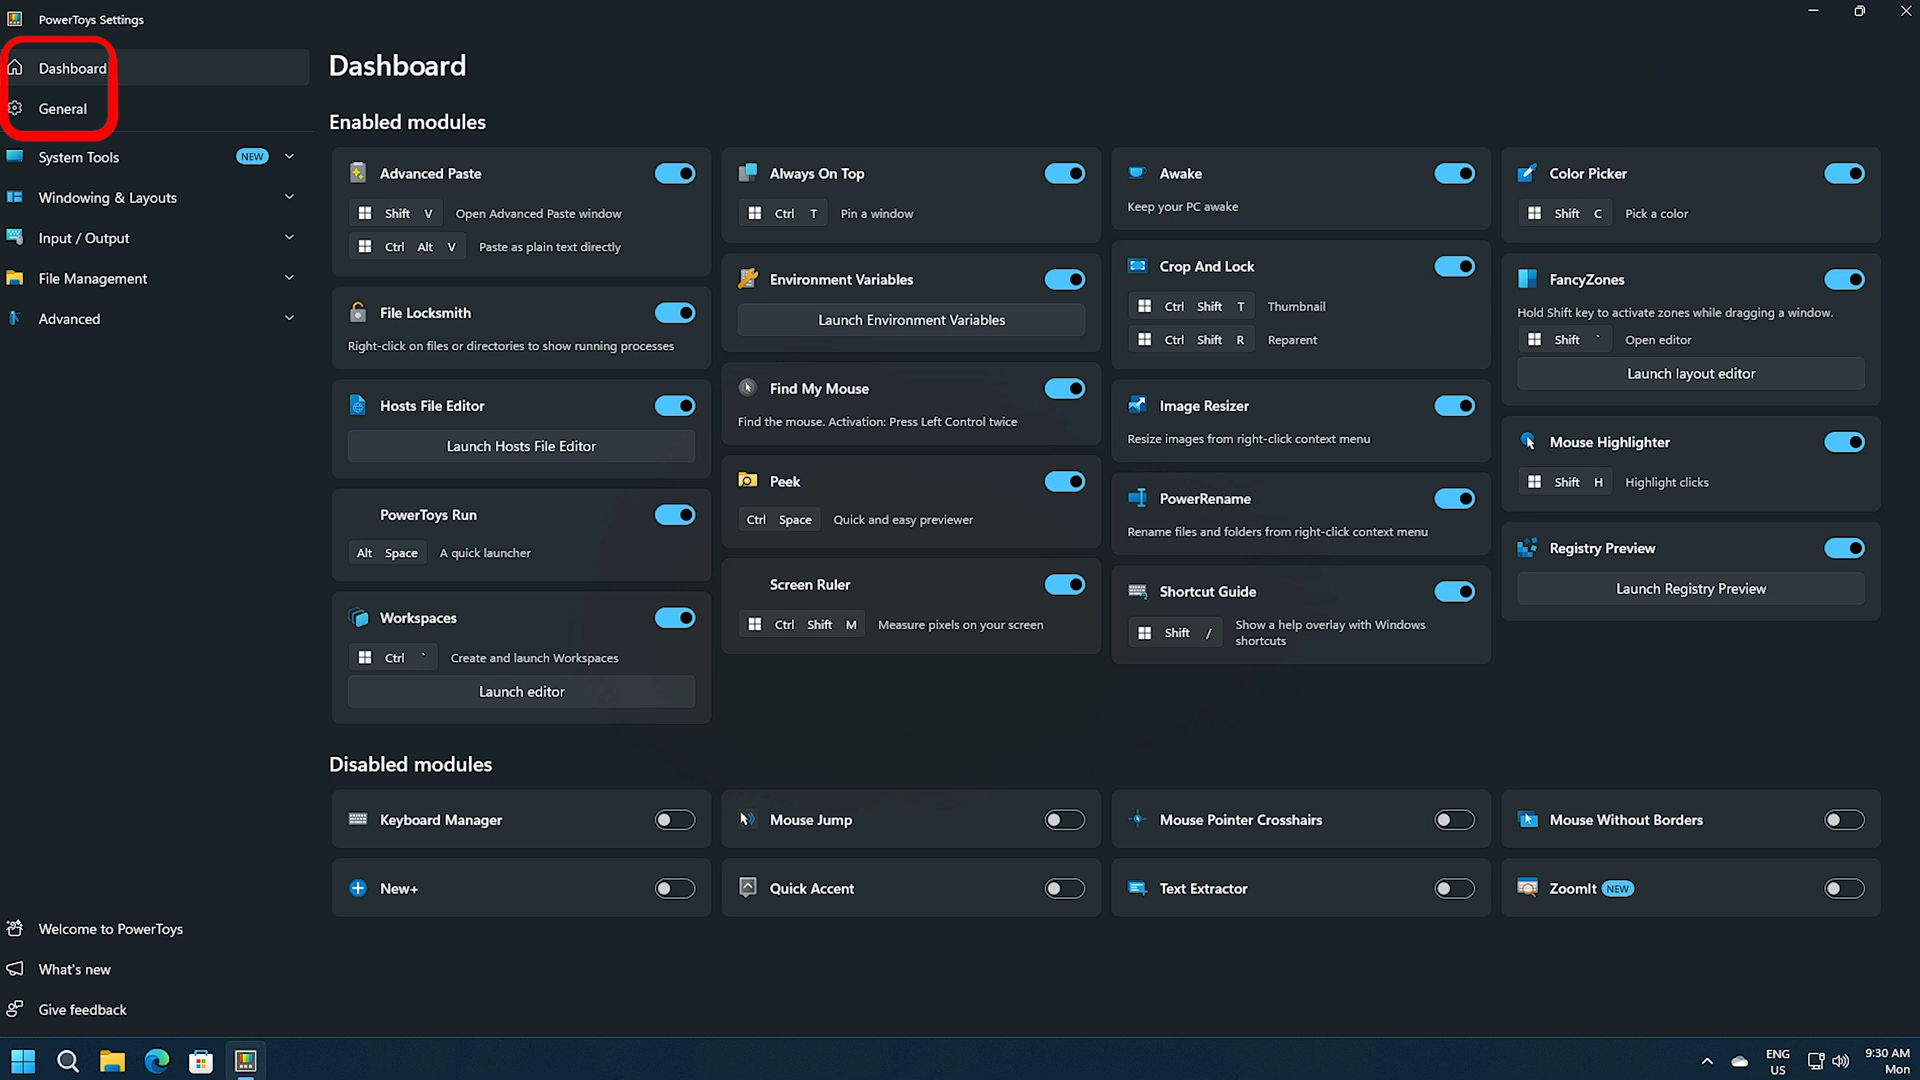 PowerToys Settings
Dashboard
General
System Tools NEW
Windowing & Layouts
Input / Output
File Management
Advanced
Welcome to PowerToys
What's new
Give feedback
Dashboard
Enabled modules
Advanced Paste
Shift V Open Advanced Paste window
Ctrl Alt V Paste as plain text directly
File Locksmith
Right-click on files or directories to show running processes
Hosts File Editor
Launch Hosts File Editor
PowerToys Run
Alt Space A quick launcher
Workspaces
Ctrl ` Create and launch Workspaces
Launch editor
Always On Top
Ctrl T Pin a window
Environment Variables
Launch Environment Variables
Find My Mouse
Find the mouse. Activation: Press Left Control twice
Peek
Ctrl Space Quick and easy previewer
Screen Ruler
Ctrl Shift M Measure pixels on your screen
Awake
Keep your PC awake
Crop And Lock
Ctrl Shift T Thumbnail
Ctrl Shift R Reparent
Image Resizer
Resize images from right-click context menu
PowerRename
Rename files and folders from right-click context menu
Shortcut Guide
Shift / Show a help overlay with Windows
shortcuts
Color Picker
Shift C Pick a color
FancyZones
Hold Shift key to activate zones while dragging a window.
Shift ` Open editor
Launch layout editor
Mouse Highlighter
Shift H Highlight clicks
Registry Preview
Launch Registry Preview
Disabled modules
Keyboard Manager
Mouse Jump
Mouse Pointer Crosshairs
Mouse Without Borders
New+
Quick Accent
Text Extractor
ZoomIt NEW
ENG
US
9:30 AM
Mon